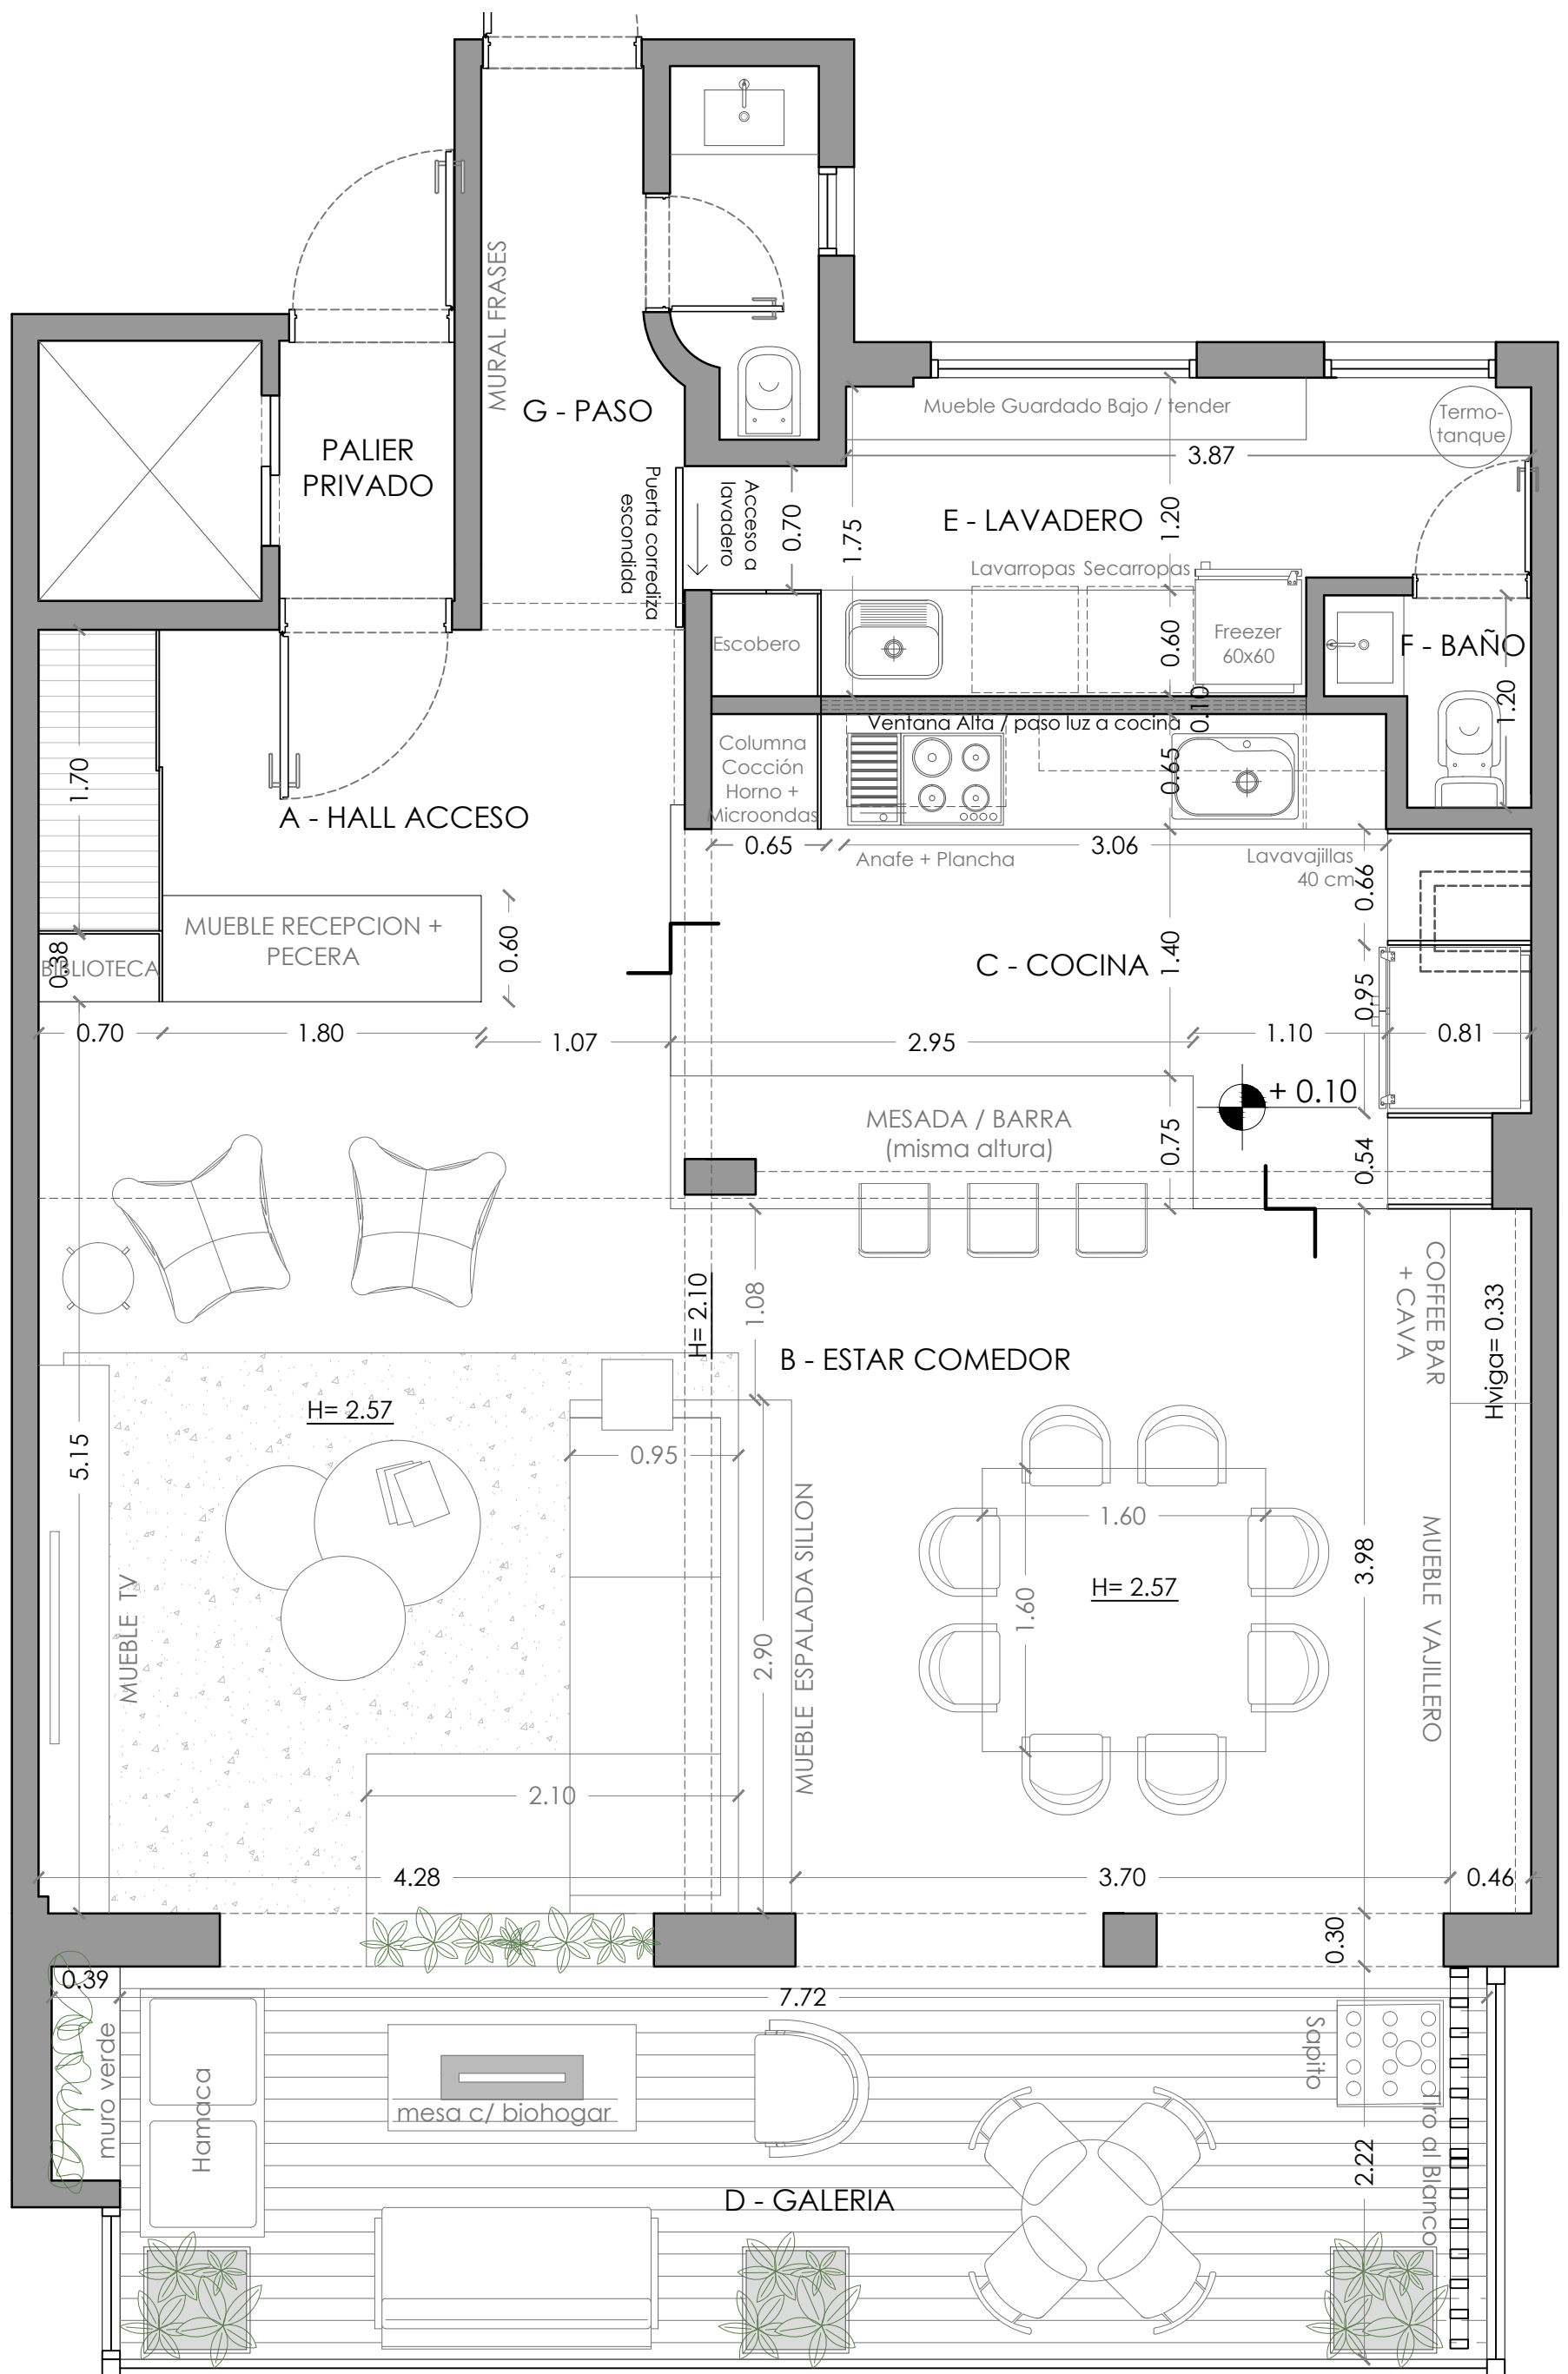 MURAL FRASES
G - PASO
PALIER
PRIVADO
Mueble Guardado Bajo / tender
Termo-
tanque
3.87
Puerta corrediza
escondida
Acceso a
lavadero
0.70
1.75
E - LAVADERO
1.20
Lavarropas
Secarropas
Escobero
0.60
Freezer
60x60
F - BAÑO
1.20
0.10
Ventana Alta / paso luz a cocina
Columna
Cocción
Horno +
Microondas
0.65
1.70
A - HALL ACCESO
0.65
Anafe + Plancha
3.06
Lavavajillas
40 cm
0.66
MUEBLE RECEPCION +
PECERA
0.60
0.38
BIBLIOTECA
C - COCINA
1.40
0.95
0.70
1.80
1.07
2.95
1.10
0.81
+ 0.10
MESADA / BARRA
(misma altura)
0.75
0.54
H= 2.10
1.08
COFFEE BAR
+ CAVA
Hviga= 0.33
B - ESTAR COMEDOR
H= 2.57
5.15
0.95
1.60
1.60
H= 2.57
3.98
MUEBLE TV
2.90
MUEBLE ESPALADA SILLON
MUEBLE VAJILLERO
2.10
4.28
3.70
0.46
0.30
0.39
7.72
muro verde
Hamaca
mesa c/ biohogar
Sapito
Tiro al Blanco
2.22
D - GALERIA